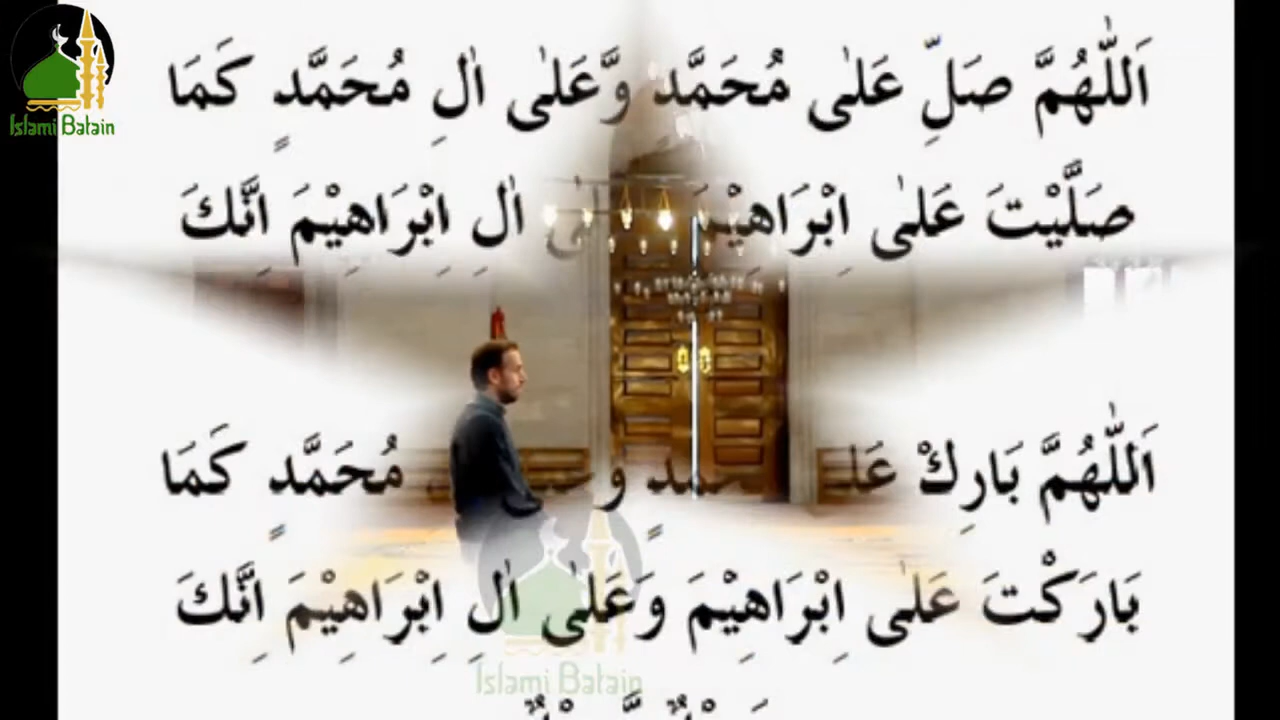 Islami Batain
اَللّٰهُمَّ صَلِّ عَلٰى مُحَمَّدٍ وَّعَلٰى اٰلِ مُحَمَّدٍ كَمَا
صَلَّيْتَ عَلٰى اِبْرَاهِيْمَ اٰلِ اِبْرَاهِيْمَ اِنَّكَ
اَللّٰهُمَّ بَارِكْ مُحَمَّدٍ كَمَا
بَارَكْتَ عَلٰى اِبْرَاهِيْمَ وَعَلٰى اٰلِ اِبْرَاهِيْمَ اِنَّكَ
Islami Batain